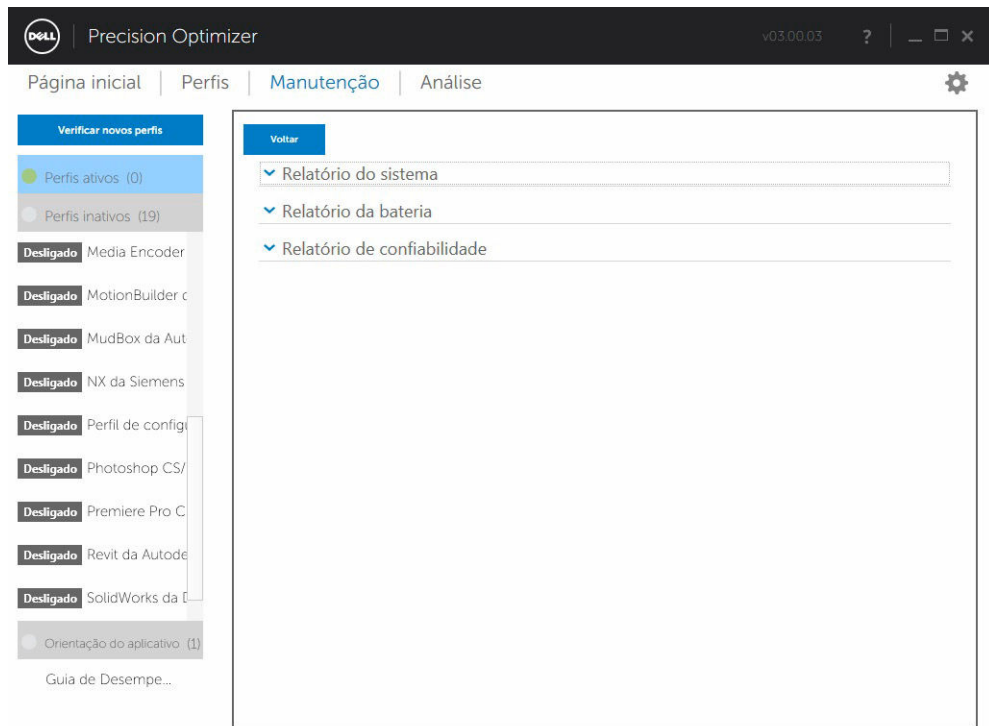 DELL Precision Optimizer v03.00.03 ?
Página inicial Perfis Manutenção Análise
Verificar novos perfis
Perfis ativos (0)
Perfis inativos (19)
Desligado Media Encoder
Desligado MotionBuilder
Desligado MudBox da Aut
Desligado NX da Siemens
Desligado Perfil de config
Desligado Photoshop CS/
Desligado Premiere Pro C
Desligado Revit da Autode
Desligado SolidWorks da
Orientação do aplicativo (1)
Guia de Desempe...
Voltar
Relatório do sistema
Relatório da bateria
Relatório de confiabilidade